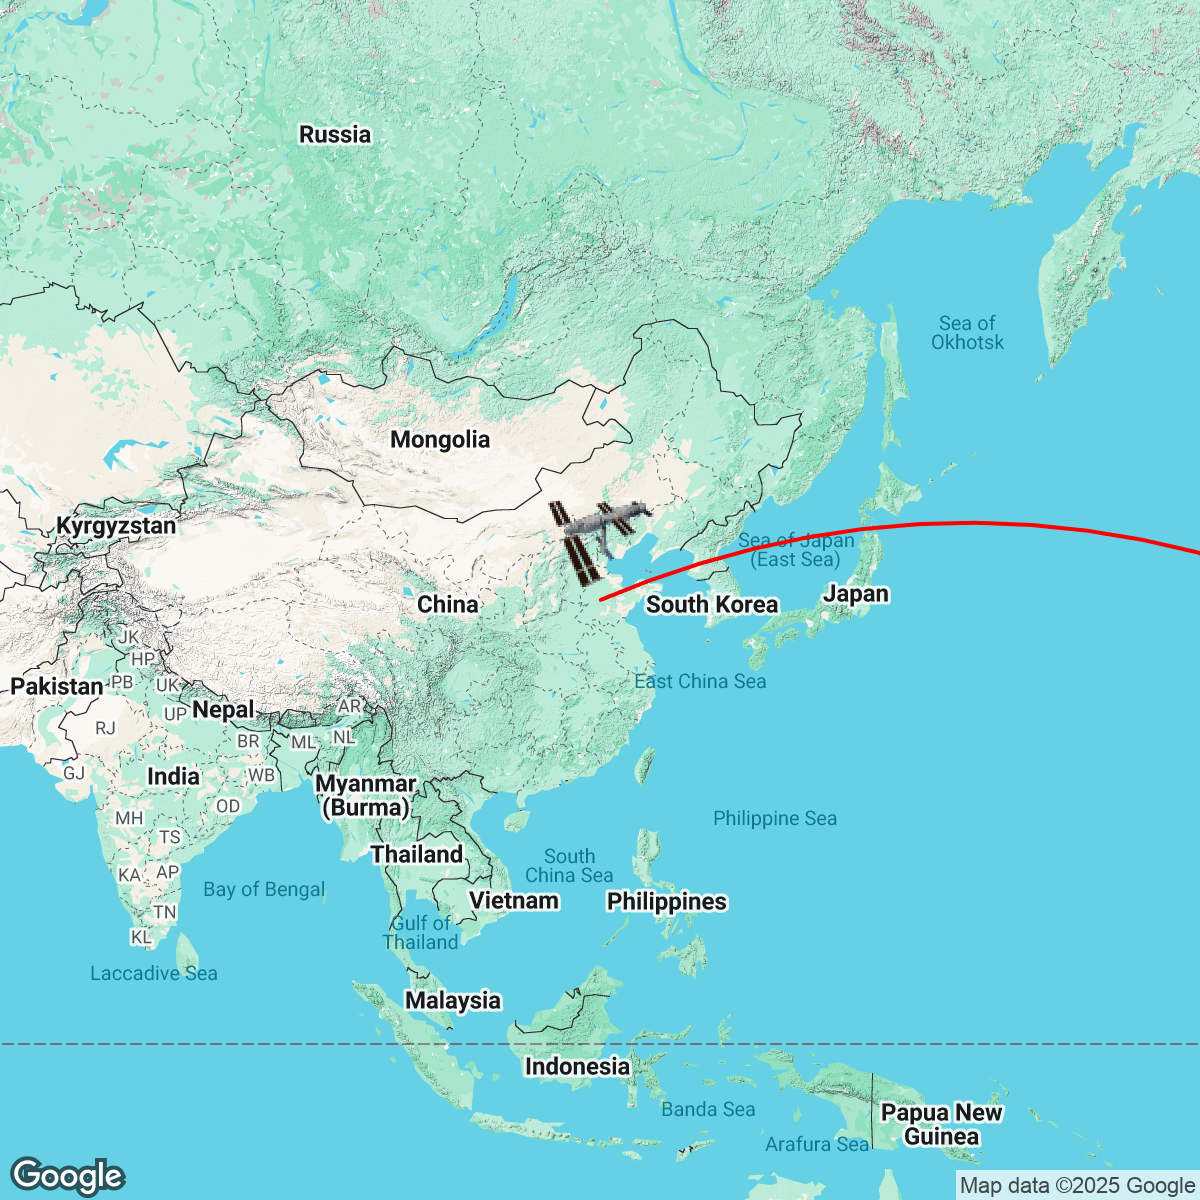 Russia
Sea of
Okhotsk
Mongolia
Kyrgyzstan
Sea of Japan
(East Sea)
China
South Korea
Japan
JK
HP
Pakistan
PB
UK
East China Sea
Nepal
UP
AR
RJ
BR
ML
NL
GJ
India
WB
Myanmar
(Burma)
OD
MH
Philippine Sea
TS
Thailand
South
China Sea
KA
AP
Bay of Bengal
Vietnam
Philippines
TN
Gulf of
Thailand
KL
Laccadive Sea
Malaysia
Indonesia
Banda Sea
Papua New
Guinea
Arafura Sea
Google
Map data ©2025 Google